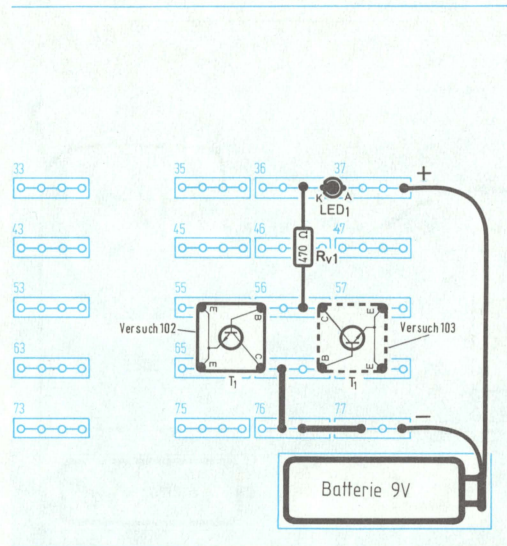 33 35 36 37 +
K A
LED1
43 45 46 47
470 Ω Rv1
53 55 56 57
E B C E
Versuch 102 Versuch 103
63 65
E C B E
T1 T1
73 75 76 77 −
Batterie 9V